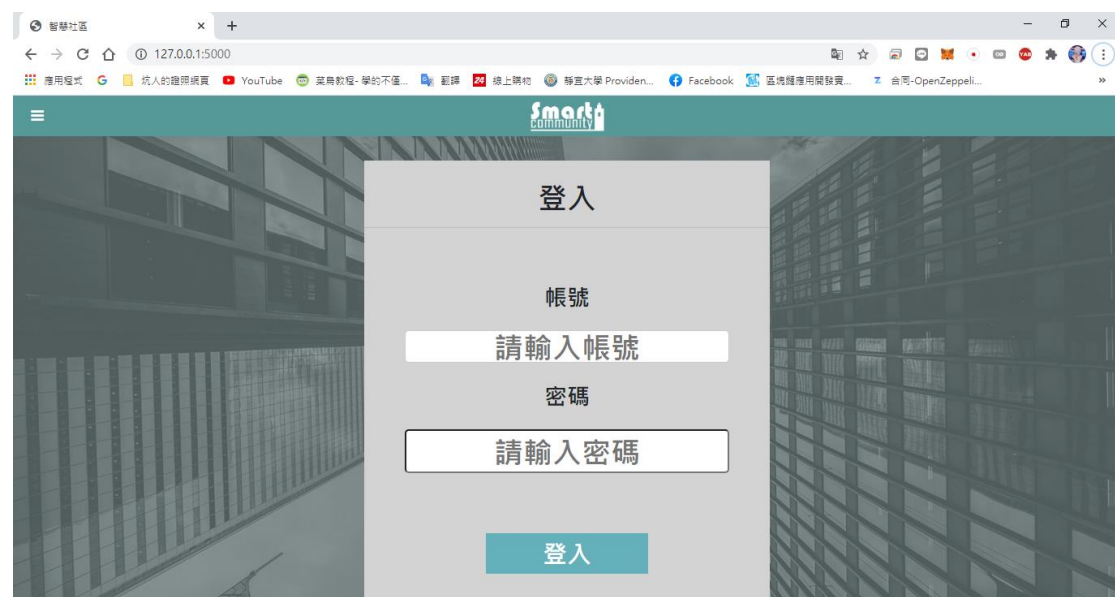 智慧社區
127.0.0.1:5000
應用程式 坑人的證照網頁 YouTube 菜鳥教程-學的不僅... 翻譯 線上購物 靜宜大學 Providen... Facebook 區塊鏈應用開發實... 合同-OpenZeppeli...
Smart
community
登入
帳號
請輸入帳號
密碼
請輸入密碼
登入